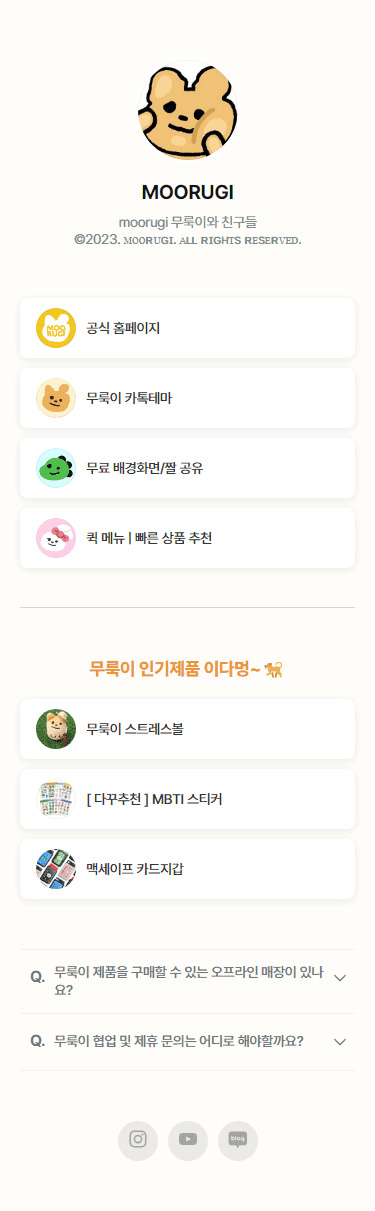 MOORUGI
moorugi 무룩이와 친구들
©2023. ᴍᴏᴏʀᴜɢɪ. ᴀʟʟ ʀɪɢʜᴛs ʀᴇsᴇʀᴠᴇᴅ.
MOO
RUGI
공식 홈페이지
무룩이 카톡테마
무료 배경화면/짤 공유
퀵 메뉴 | 빠른 상품 추천
무룩이 인기제품 이다멍~🐕
무룩이 스트레스볼
[ 다꾸추천 ] MBTI 스티커
맥세이프 카드지갑
Q. 무룩이 제품을 구매할 수 있는 오프라인 매장이 있나
요?
Q. 무룩이 협업 및 제휴 문의는 어디로 해야할까요?
blog